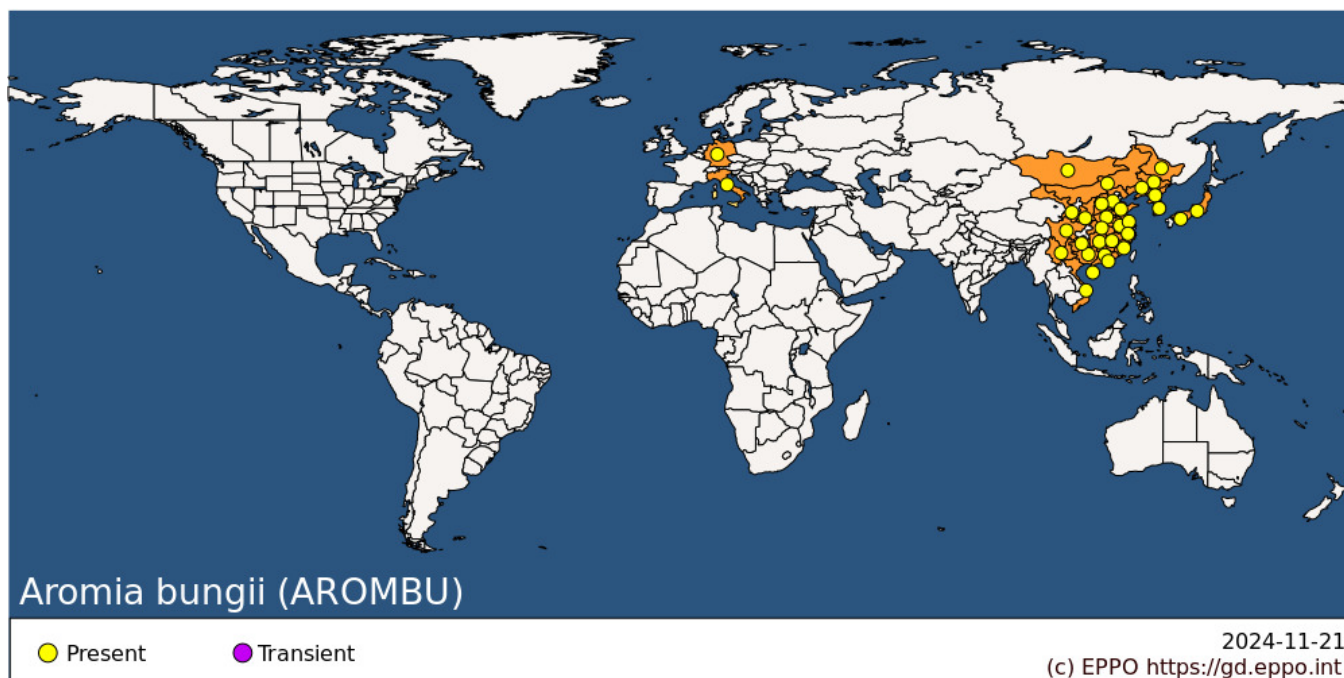 Aromia bungii (AROMBU)
Present
Transient
2024-11-21
(c) EPPO https://gd.eppo.int